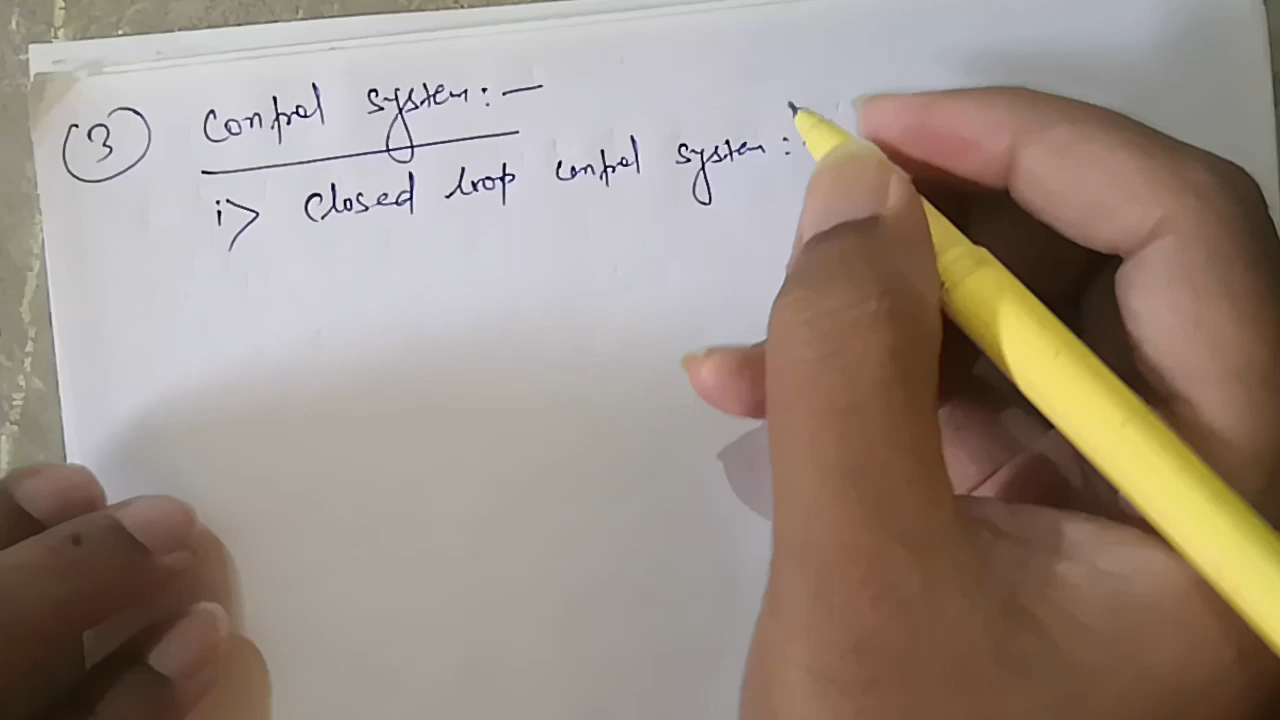 (3) Control system: —
i> Closed loop control system: